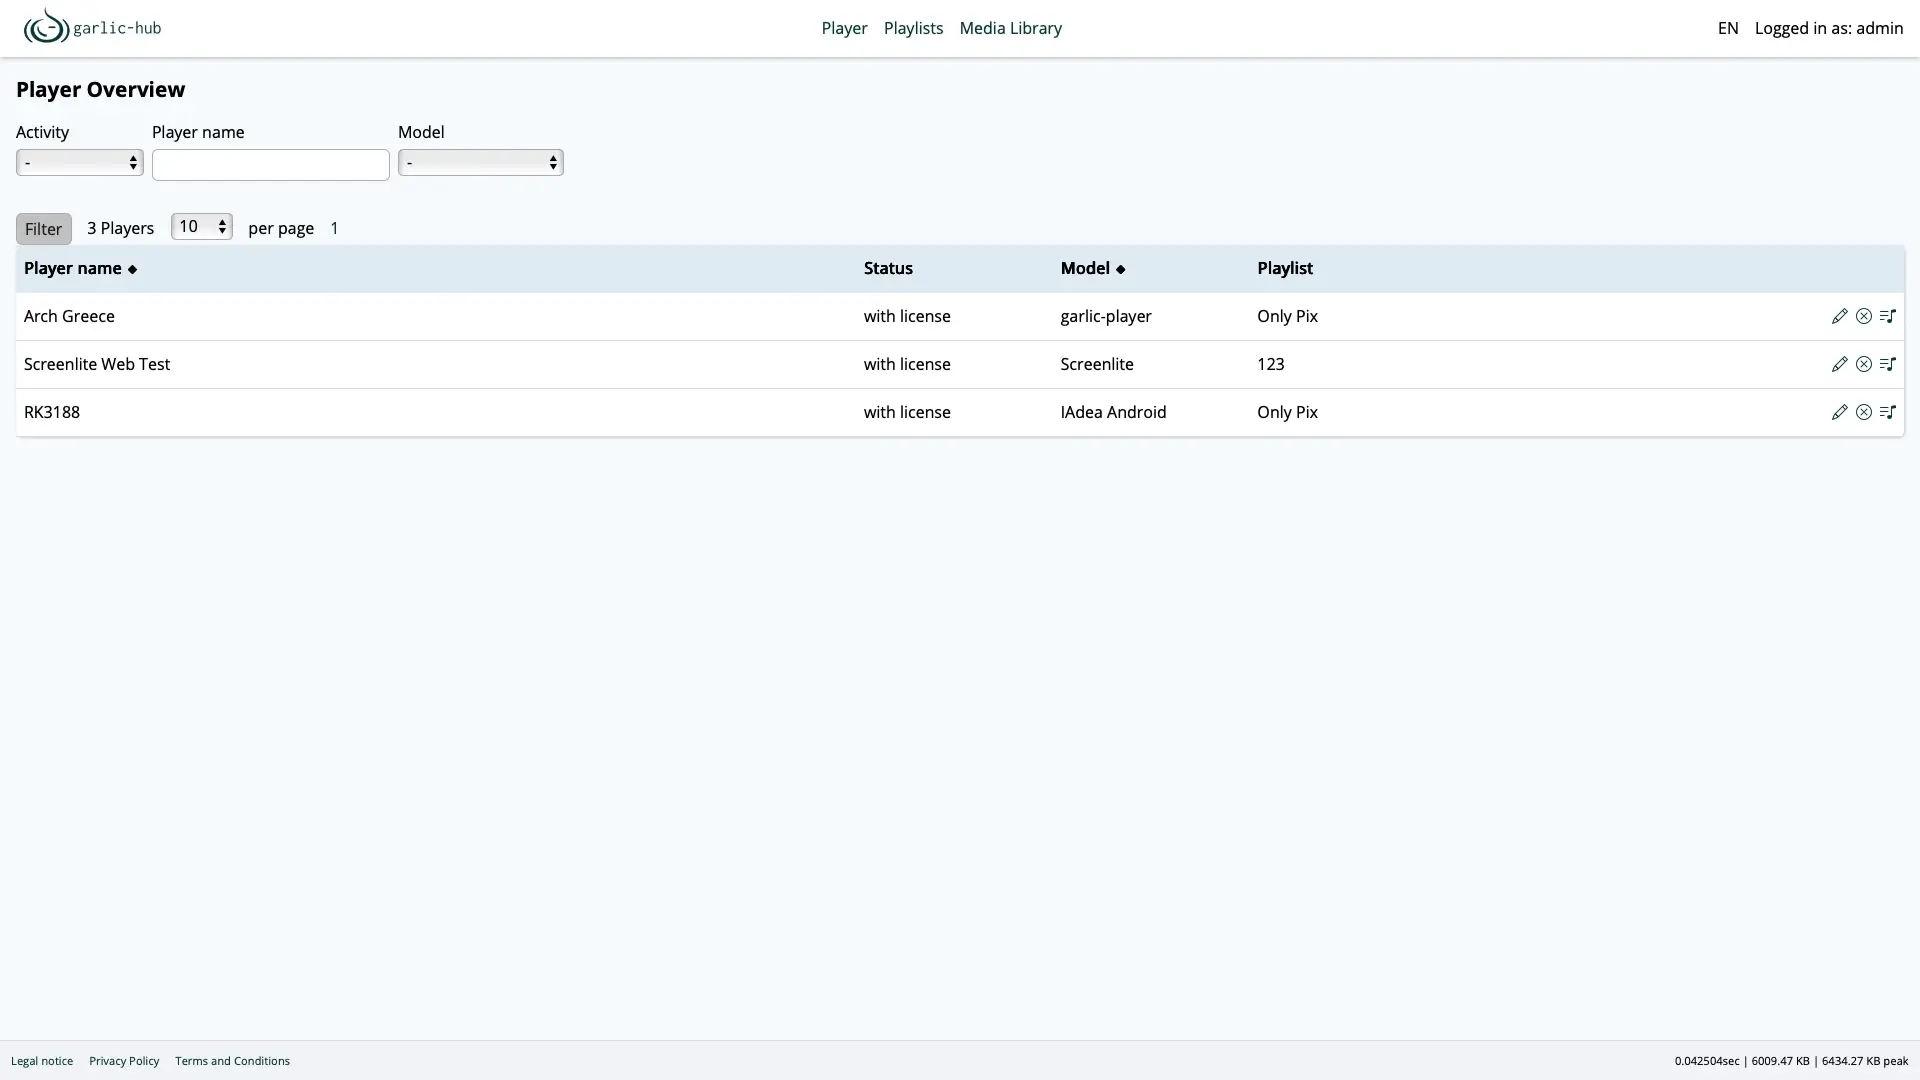 garlic-hub
Player Playlists Media Library
EN Logged in as: admin
Player Overview
Activity Player name Model
- -
Filter 3 Players 10 per page 1
Player name Status Model Playlist
Arch Greece with license garlic-player Only Pix
Screenlite Web Test with license Screenlite 123
RK3188 with license IAdea Android Only Pix
Legal notice Privacy Policy Terms and Conditions
0.042504sec | 6009.47 KB | 6434.27 KB peak